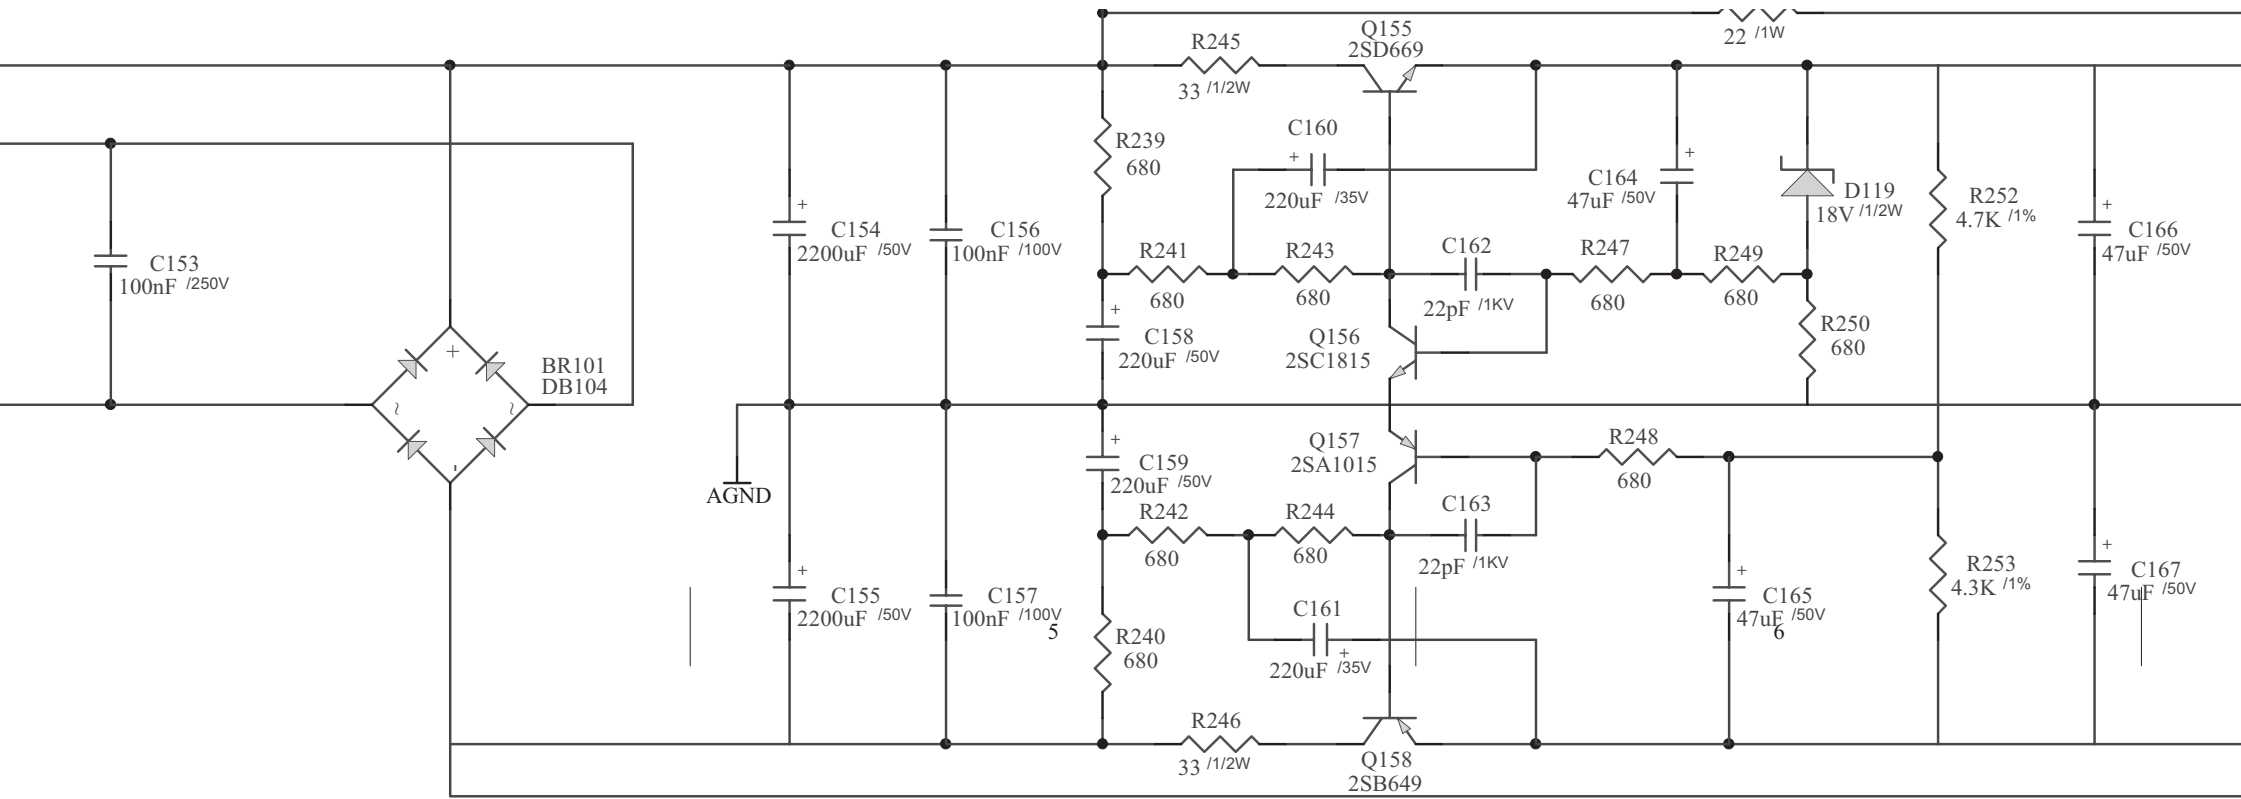 22 /1W
Q155
2SD669
R245
33 /1/2W
R239
680
C160
+
220uF /35V
C164
+
47uF /50V
D119
18V /1/2W
R252
4.7K /1%
C166
+
47uF /50V
C153
100nF /250V
C154
+
2200uF /50V
C156
100nF /100V
R241
680
R243
680
C162
22pF /1KV
R247
680
R249
680
R250
680
C158
+
220uF /50V
Q156
2SC1815
BR101
DB104
+
~
~
-
AGND
Q157
2SA1015
C159
+
220uF /50V
R248
680
R242
680
R244
680
C163
22pF /1KV
C155
+
2200uF /50V
C157
100nF /100V
5
R240
680
C161
+
220uF /35V
C165
+
47uF /50V
6
R253
4.3K /1%
C167
+
47uF /50V
R246
33 /1/2W
Q158
2SB649